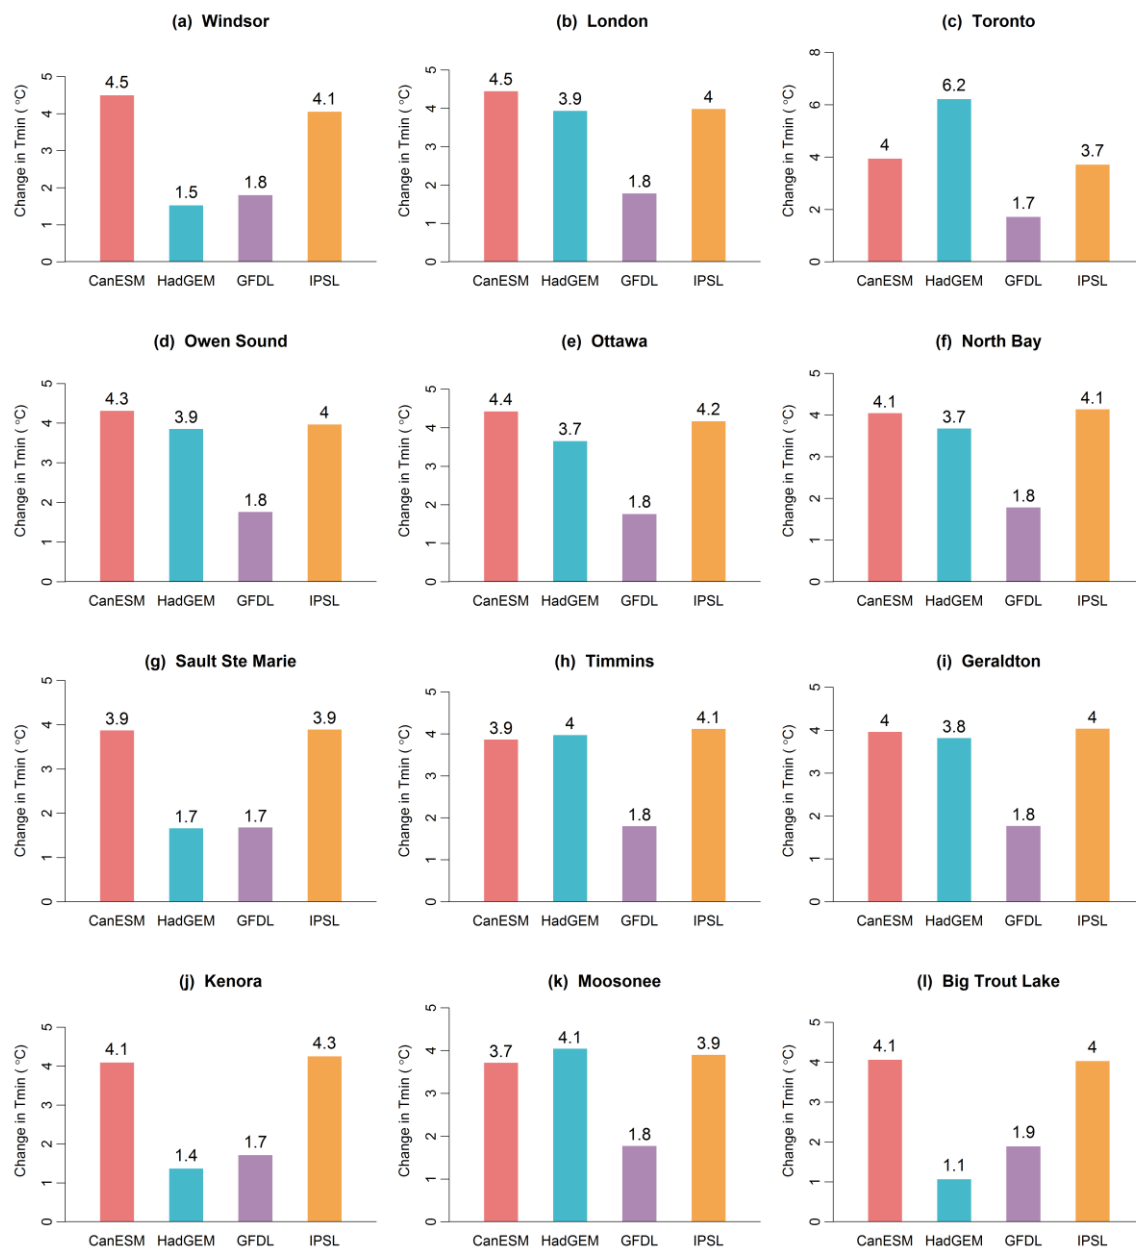 (a) Windsor
(b) London
(c) Toronto
Change in Tmin ( °C)
0 1 2 3 4 5
4.5
1.5
1.8
4.1
CanESM HadGEM GFDL IPSL
Change in Tmin ( °C)
0 1 2 3 4 5
4.5
3.9
1.8
4
CanESM HadGEM GFDL IPSL
Change in Tmin ( °C)
0 2 4 6 8
4
6.2
1.7
3.7
CanESM HadGEM GFDL IPSL
(d) Owen Sound
(e) Ottawa
(f) North Bay
Change in Tmin ( °C)
0 1 2 3 4 5
4.3
3.9
1.8
4
CanESM HadGEM GFDL IPSL
Change in Tmin ( °C)
0 1 2 3 4 5
4.4
3.7
1.8
4.2
CanESM HadGEM GFDL IPSL
Change in Tmin ( °C)
0 1 2 3 4 5
4.1
3.7
1.8
4.1
CanESM HadGEM GFDL IPSL
(g) Sault Ste Marie
(h) Timmins
(i) Geraldton
Change in Tmin ( °C)
0 1 2 3 4 5
3.9
1.7
1.7
3.9
CanESM HadGEM GFDL IPSL
Change in Tmin ( °C)
0 1 2 3 4 5
3.9
4
1.8
4.1
CanESM HadGEM GFDL IPSL
Change in Tmin ( °C)
0 1 2 3 4 5
4
3.8
1.8
4
CanESM HadGEM GFDL IPSL
(j) Kenora
(k) Moosonee
(l) Big Trout Lake
Change in Tmin ( °C)
0 1 2 3 4 5
4.1
1.4
1.7
4.3
CanESM HadGEM GFDL IPSL
Change in Tmin ( °C)
0 1 2 3 4 5
3.7
4.1
1.8
3.9
CanESM HadGEM GFDL IPSL
Change in Tmin ( °C)
0 1 2 3 4 5
4.1
1.1
1.9
4
CanESM HadGEM GFDL IPSL